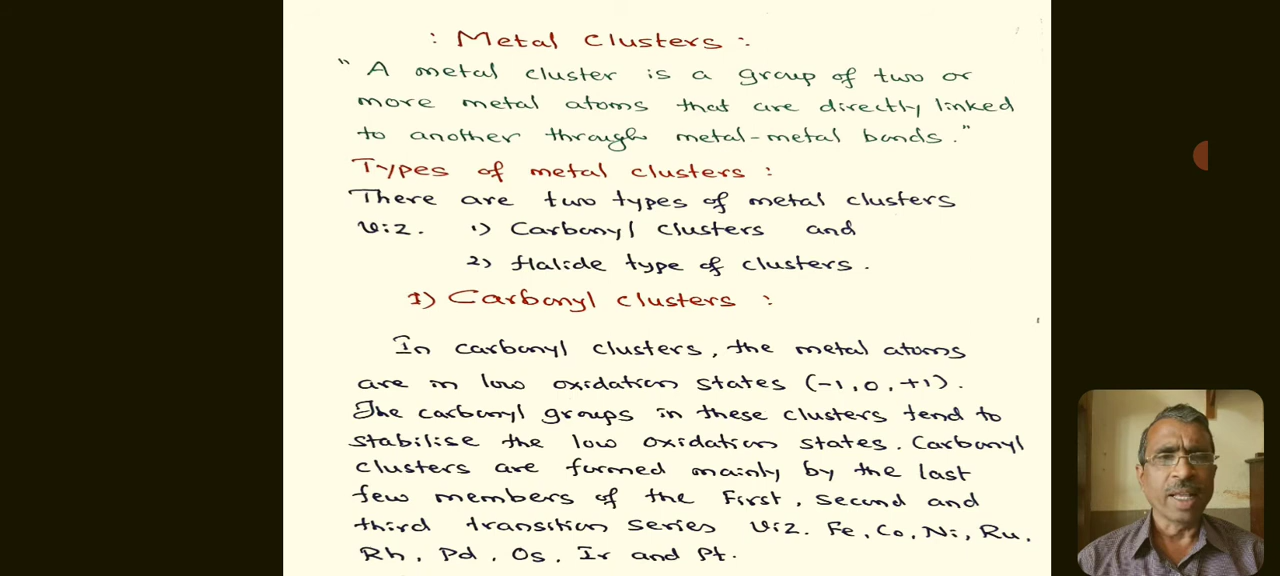 : Metal Clusters :
" A metal cluster is a group of two or
more metal atoms that are directly linked
to another through metal-metal bonds."
Types of metal clusters :
There are two types of metal clusters
Viz. 1) Carbonyl clusters and
2) Halide type of clusters.
1) Carbonyl clusters :
In carbonyl clusters, the metal atoms
are in low oxidation states (-1, 0, +1).
The carbonyl groups in these clusters tend to
stabilise the low oxidation states. Carbonyl
clusters are formed mainly by the last
few members of the First, second and
third transition series Viz. Fe, Co, Ni, Ru,
Rh, Pd, Os, Ir and Pt.